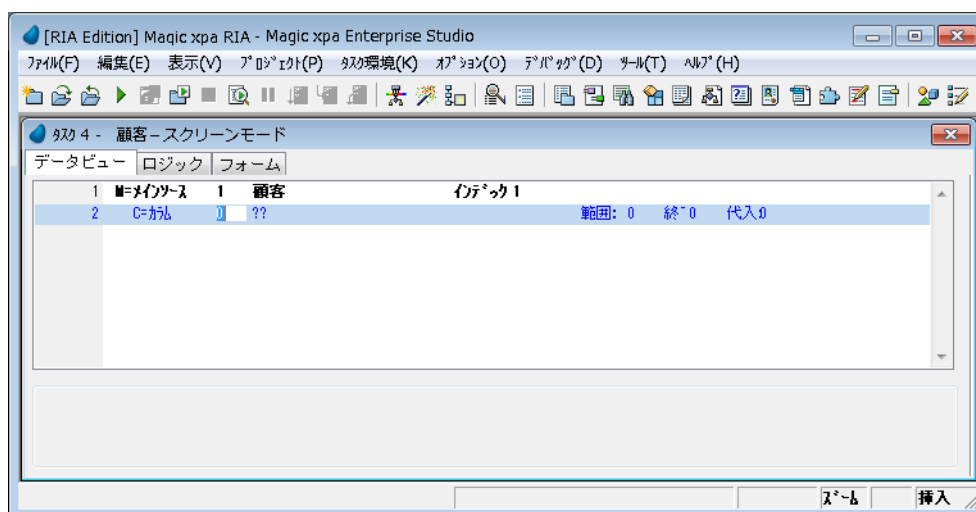 [RIA Edition] Magic xpa RIA - Magic xpa Enterprise Studio
ﾌｧｲﾙ(F) 編集(E) 表示(V) ﾌﾟﾛｼﾞｪｸﾄ(P) ﾀｽｸ環境(K) ｵﾌﾟｼｮﾝ(O) ﾃﾞﾊﾞｯｸﾞ(D) ﾂｰﾙ(T) ﾍﾙﾌﾟ(H)
ﾀｽｸ 4 - 顧客－スクリーンモード
データビュー ロジック フォーム
1 M=ﾒｲﾝｿｰｽ 1 顧客 ｲﾝﾃﾞｯｸ 1
2 C=ｶﾗﾑ 0 ?? 範囲: 0 終 0 代入:0
ｽﾞｰﾑ 挿入